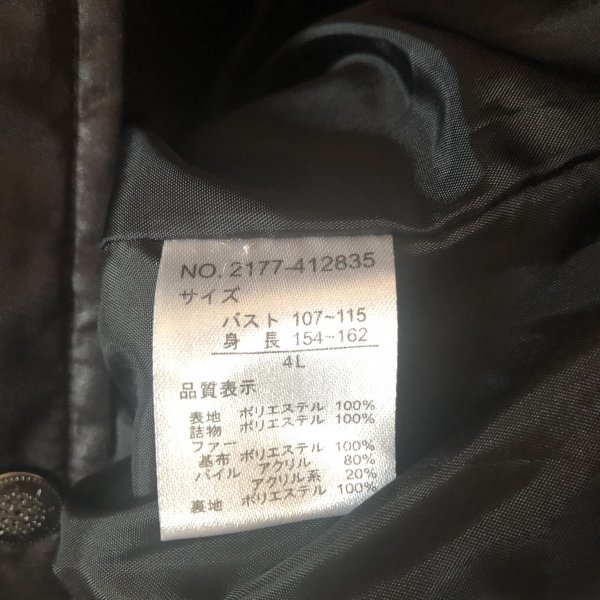 NO. 2177-412835
サイズ
バスト 107~115
身 長 154~162
4L
品質表示
表地 ポリエステル 100%
詰物 ポリエステル 100%
ファー
基布 ポリエステル 100%
パイル アクリル 80%
アクリル系 20%
裏地 ポリエステル 100%